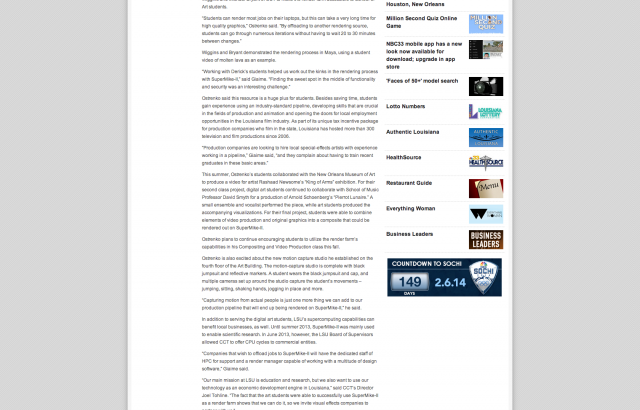 Art students.
"Students can render most jobs on their laptops, but this can take a very long time for
high quality graphics," Ostrenko said. "By offloading to another rendering source,
students can go through numerous iterations without having to wait 20 to 30 minutes
between changes."
Wiggins and Bryant demonstrated the rendering process in Maya, using a student
video of molten lava as an example.
"Working with Derick's students helped us work out the kinks in the rendering process
with SuperMike-II," said Glaime. "Finding the sweet spot in the middle of functionality
and security was an interesting challenge."
Ostrenko said this resource is a huge plus for students. Besides saving time, students
gain experience using an industry-standard pipeline, developing skills that are crucial
in the fields of production and animation and opening the doors for local employment
opportunities in the Louisiana film industry. As part of its unique tax incentive package
for production companies who film in the state, Louisiana has hosted more than 300
television and film productions since 2006.
"Production companies are looking to hire local special-effects artists with experience
working in a pipeline," Glaime said, "and they complain about having to train recent
graduates in these basic areas."
This summer, Ostrenko's students collaborated with the New Orleans Museum of Art
to produce a video for artist Rashaad Newsome's "King of Arms" exhibition. For their
second class project, digital art students continued to collaborate with School of Music
Professor David Smyth for a production of Arnold Schoenberg's "Pierrot Lunaire." A
small ensemble and vocalist performed the piece, while art students produced the
accompanying visualizations. For their final project, students were able to combine
elements of video production and original graphics into a composite that could be
rendered out on SuperMike-II.
Ostrenko plans to continue encouraging students to utilize the render farm's
capabilities in his Compositing and Video Production class this fall.
Ostrenko is also excited about the new motion capture studio he established on the
fourth floor of the Art Building. The motion-capture studio is complete with black
jumpsuit and reflective markers. A student wears the black jumpsuit and cap, and
multiple cameras set up around the studio capture the student's movements –
jumping, sitting, shaking hands, jogging in place and more.
"Capturing motion from actual people is just one more thing we can add to our
production pipeline that will end up being rendered on SuperMike-II," he said.
In addition to serving the digital art students, LSU's supercomputing capabilities can
benefit local businesses, as well. Until summer 2013, SuperMike-II was mainly used
to enable scientific research. In June 2013, however, the LSU Board of Supervisors
allowed CCT to offer CPU cycles to commercial entities.
"Companies that wish to offload jobs to SuperMike-II will have the dedicated staff of
HPC for support and a render manager capable of working with a multitude of design
software," Glaime said.
"Our main mission at LSU is education and research, but we also want to use our
technology as an economic development engine in Louisiana," said CCT's Director
Joel Tohline. "The fact that the art students were able to successfully use SuperMike
as a render farm shows that we can do it, so we invite visual effects companies to
Houston, New Orleans
Million Second Quiz Online
Game
MILLION
SECOND
QUIZ
NBC33 mobile app has a new
look now available for
download; upgrade in app
store
'Faces of 50+' model search
Lotto Numbers
LOUISIANA
LOTTERY
Authentic Louisiana
AUTHENTIC
LOUISIANA
HealthSource
HEALTHSOURCE
Restaurant Guide
Menu
Everything Woman
Business Leaders
BUSINESS
LEADERS
COUNTDOWN TO SOCHI
149
DAYS
2.6.14
SOCHI